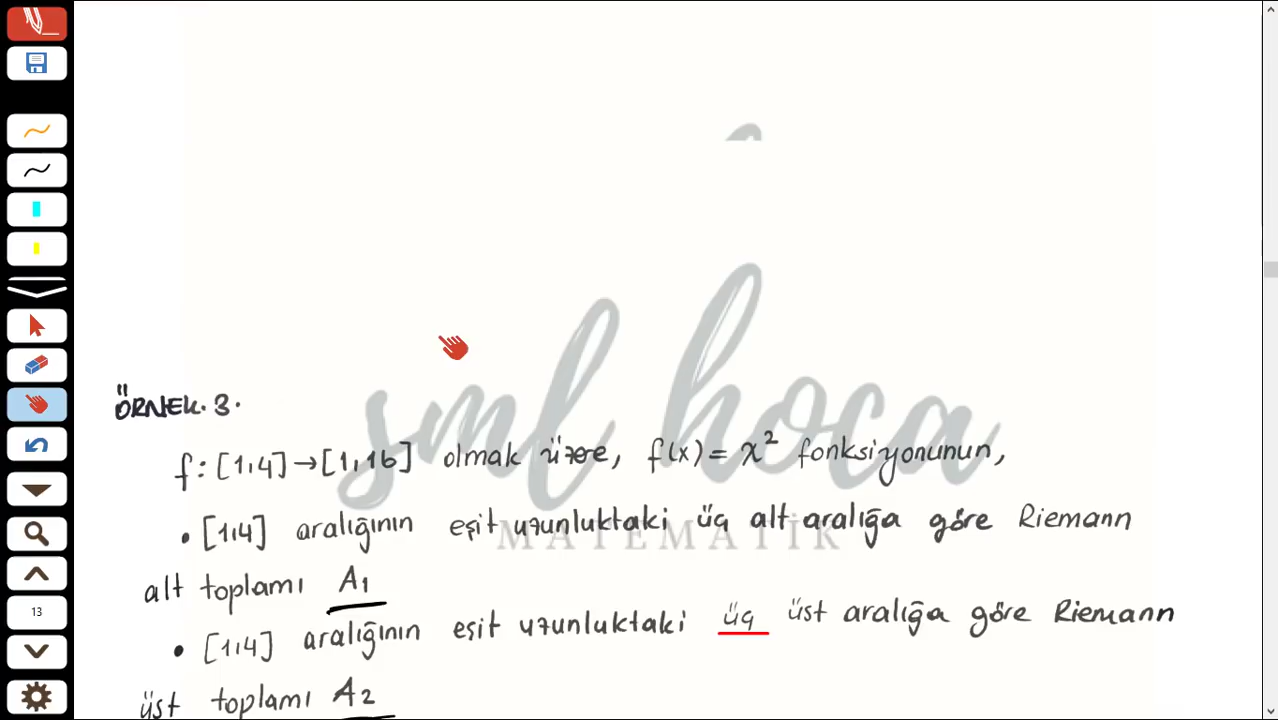 ÖRNEK.3.
f:[1,4]→[1,16] olmak üzere, f(x)=x² fonksiyonunun,
• [1,4] aralığının eşit uzunluktaki üç alt aralığa göre Riemann
alt toplamı A₁
• [1,4] aralığının eşit uzunluktaki üç üst aralığa göre Riemann
üst toplamı A₂
sml hoca
MATEMATİK
13